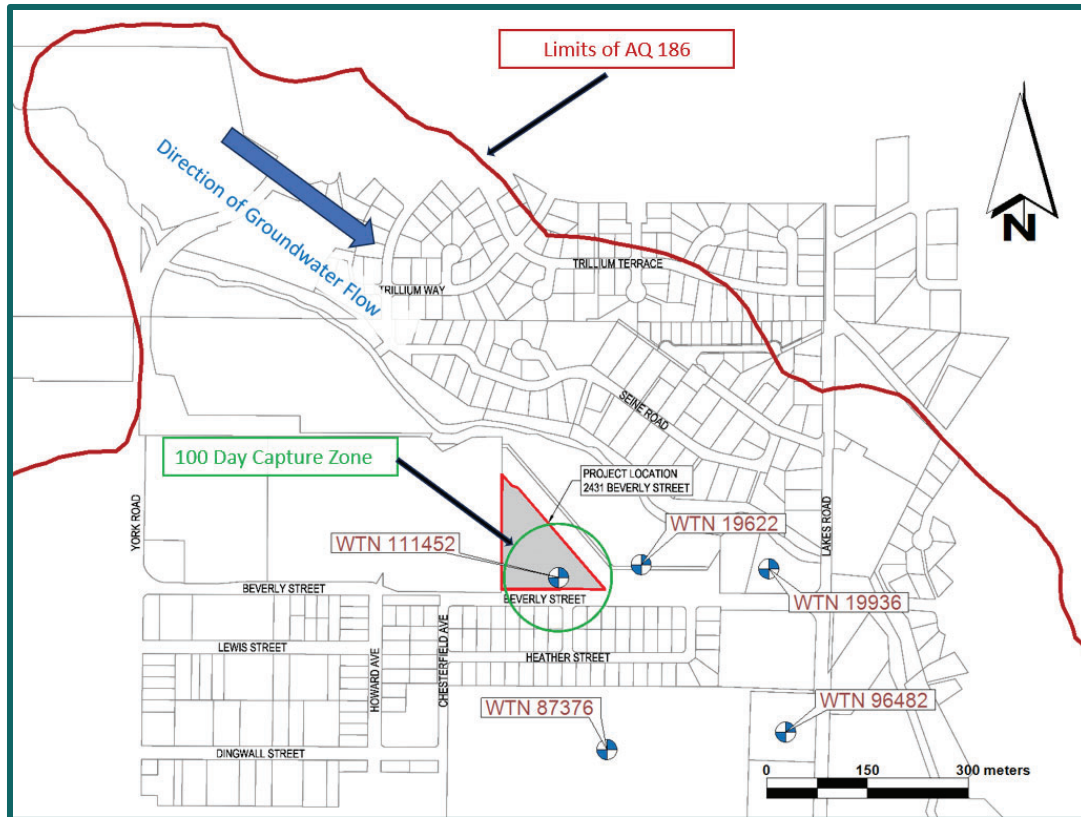 Limits of AQ 186
N
Direction of Groundwater Flow
TRILLIUM TERRACE
TRILLIUM WAY
SEINE ROAD
100 Day Capture Zone
PROJECT LOCATION
2431 BEVERLY STREET
YORK ROAD
LAKES ROAD
WTN 19622
WTN 111452
WTN 19936
BEVERLY STREET
BEVERLY STREET
LEWIS STREET
HOWARD AVE
CHESTERFIELD AVE
HEATHER STREET
WTN 87376
WTN 96482
DINGWALL STREET
0 150 300 meters